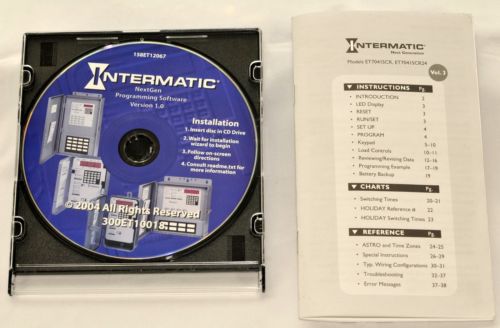 158ET12067
INTERMATIC®
NextGen
Programming Software
Version 1.0
Installation
1. Insert disc in CD Drive
2. Wait for installation
wizard to begin
3. Follow on-screen
directions
4. Consult readme.txt for
more information
© 2004 All Rights Reserved
300ET10018
INTERMATIC®
Next Generation
Models ET70415CR, ET70415CR24
Vol. 3
▼ INSTRUCTIONS Pg.
• INTRODUCTION 2
• LED Display 3
• RESET 3
• RUN/SET 3
• SET UP 4
• PROGRAM 4
• Keypad 5-10
• Load Controls 10-11
• Reviewing/Revising Data 12-16
• Programming Example 17-19
• Battery Backup 19
▼ CHARTS Pg.
• Switching Times 20-21
• HOLIDAY Reference # 22
• HOLIDAY Switching Times 23
▼ REFERENCE Pg.
• ASTRO and Time Zones 24-25
• Special Instructions 26-29
• Typ. Wiring Configurations 30-31
• Troubleshooting 32-37
• Error Messages 37-38